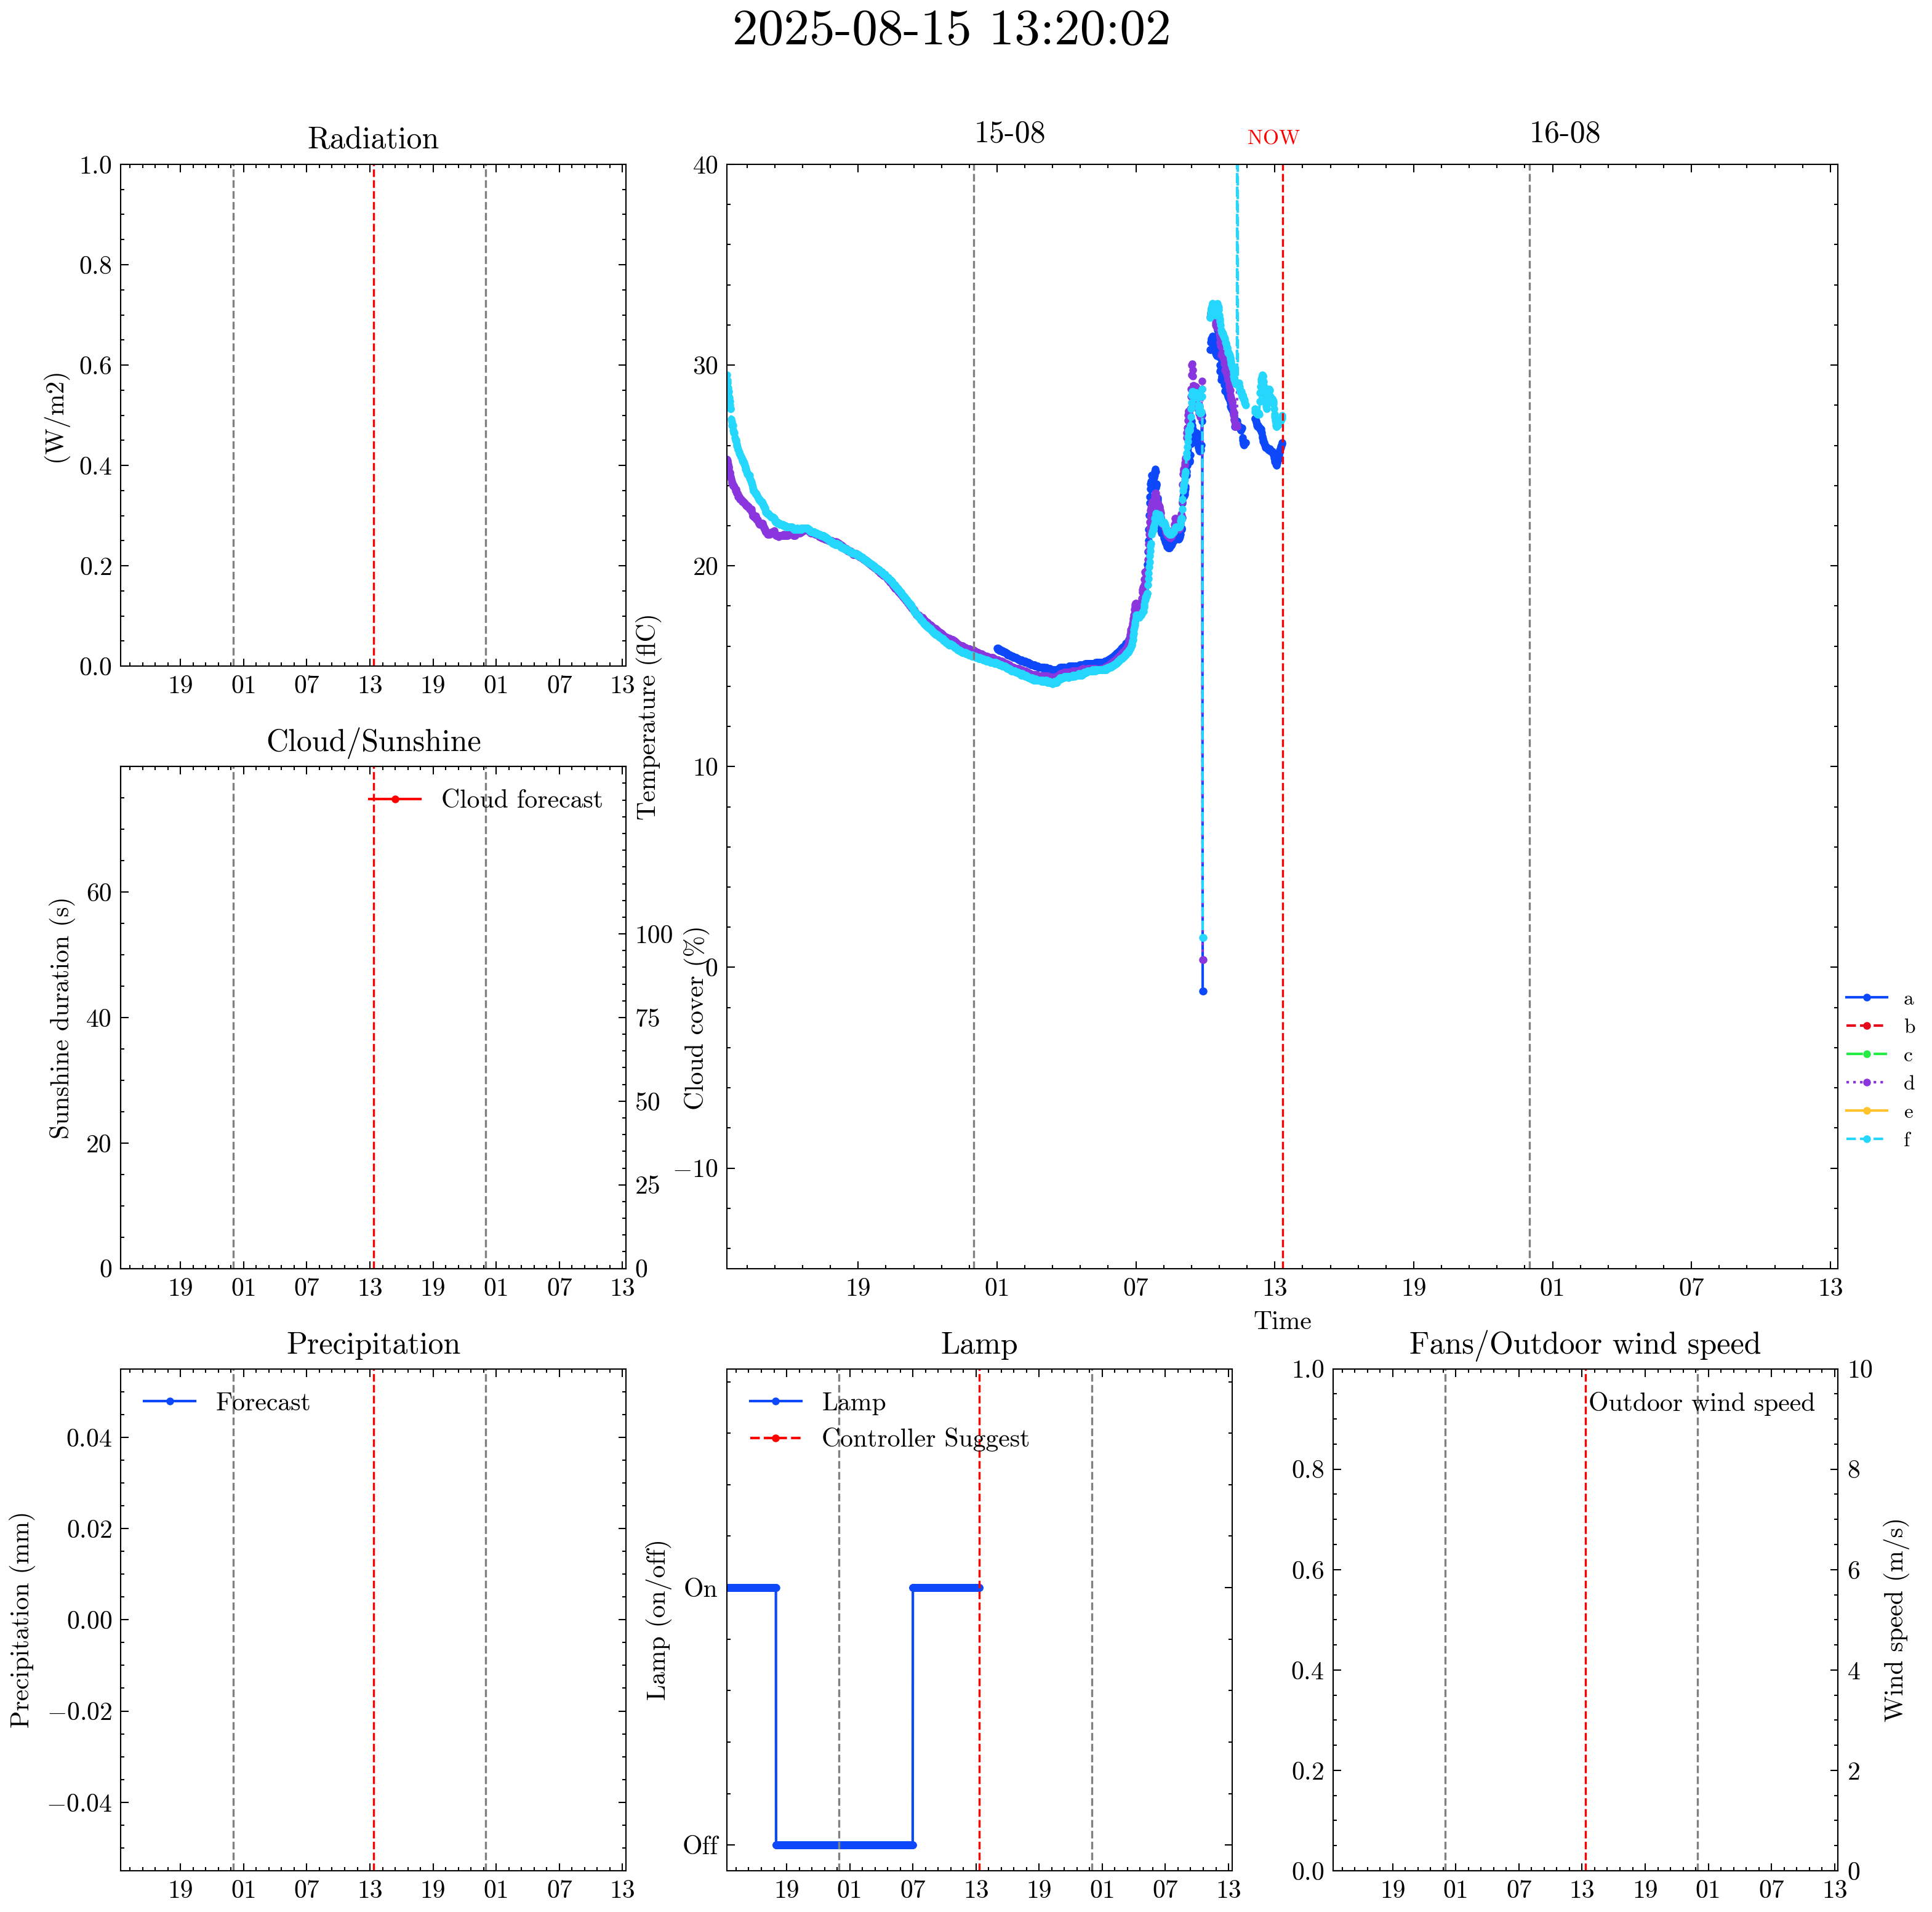 2025-08-15 13:20:02
Radiation
1.0
0.8
0.6
0.4
0.2
0.0
(W/m2)
19 01 07 13 19 01 07 13
15-08 NOW 16-08
40
30
20
10
0
−10
Temperature (flC)
19 01 07 13 19 01 07 13
Time
a
b
c
d
e
f
Cloud/Sunshine
Cloud forecast
60
40
20
0
Sunshine duration (s)
100
75
50
25
0
Cloud cover (%)
19 01 07 13 19 01 07 13
Precipitation
Forecast
0.04
0.02
0.00
−0.02
−0.04
Precipitation (mm)
19 01 07 13 19 01 07 13
Lamp
Lamp
Controller Suggest
On
Off
Lamp (on/off)
19 01 07 13 19 01 07 13
Fans/Outdoor wind speed
Outdoor wind speed
1.0
0.8
0.6
0.4
0.2
0.0
10
8
6
4
2
0
Wind speed (m/s)
19 01 07 13 19 01 07 13